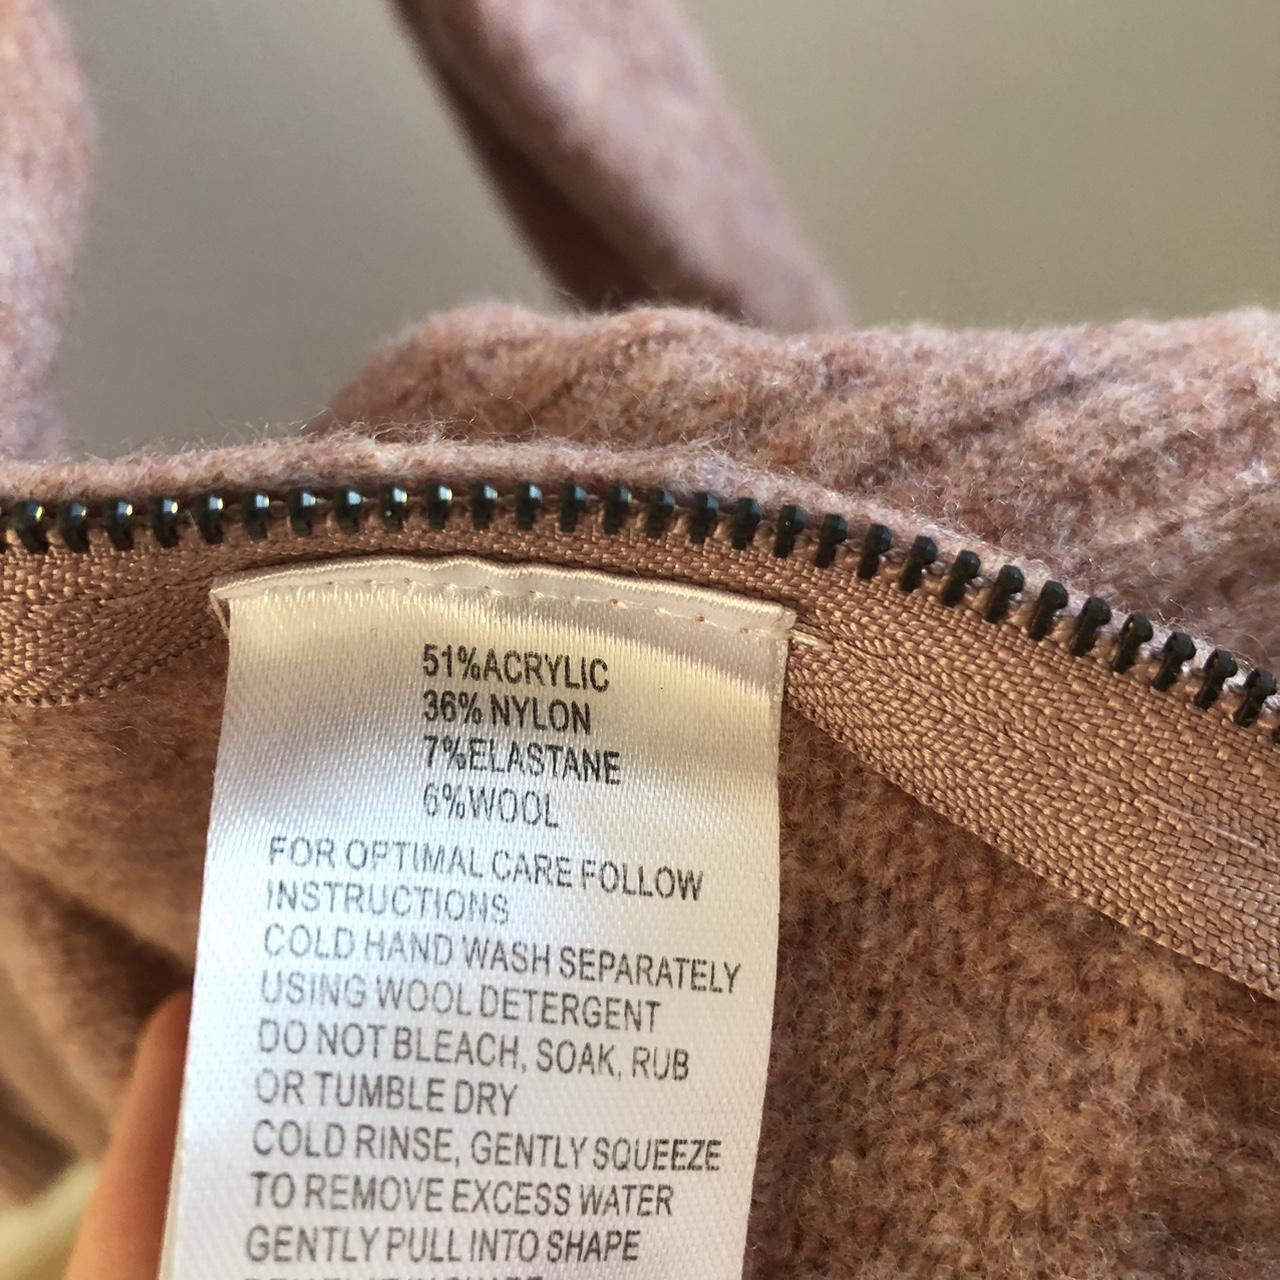 51%ACRYLIC
36% NYLON
7%ELASTANE
6%WOOL
FOR OPTIMAL CARE FOLLOW
INSTRUCTIONS
COLD HAND WASH SEPARATELY
USING WOOL DETERGENT
DO NOT BLEACH, SOAK, RUB
OR TUMBLE DRY
COLD RINSE, GENTLY SQUEEZE
TO REMOVE EXCESS WATER
GENTLY PULL INTO SHAPE